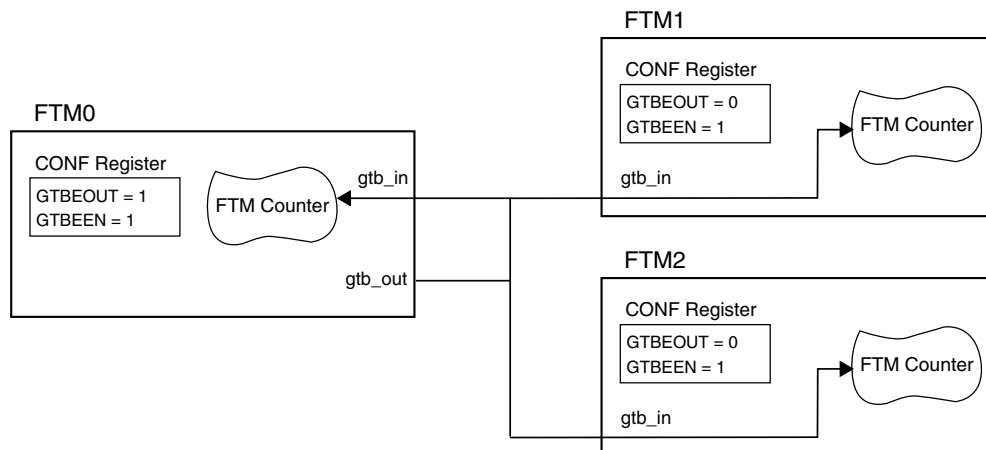 FTM0
CONF Register
GTBEOUT = 1
GTBEEN = 1
FTM Counter
gtb_in
gtb_out
FTM1
CONF Register
GTBEOUT = 0
GTBEEN = 1
FTM Counter
gtb_in
FTM2
CONF Register
GTBEOUT = 0
GTBEEN = 1
FTM Counter
gtb_in